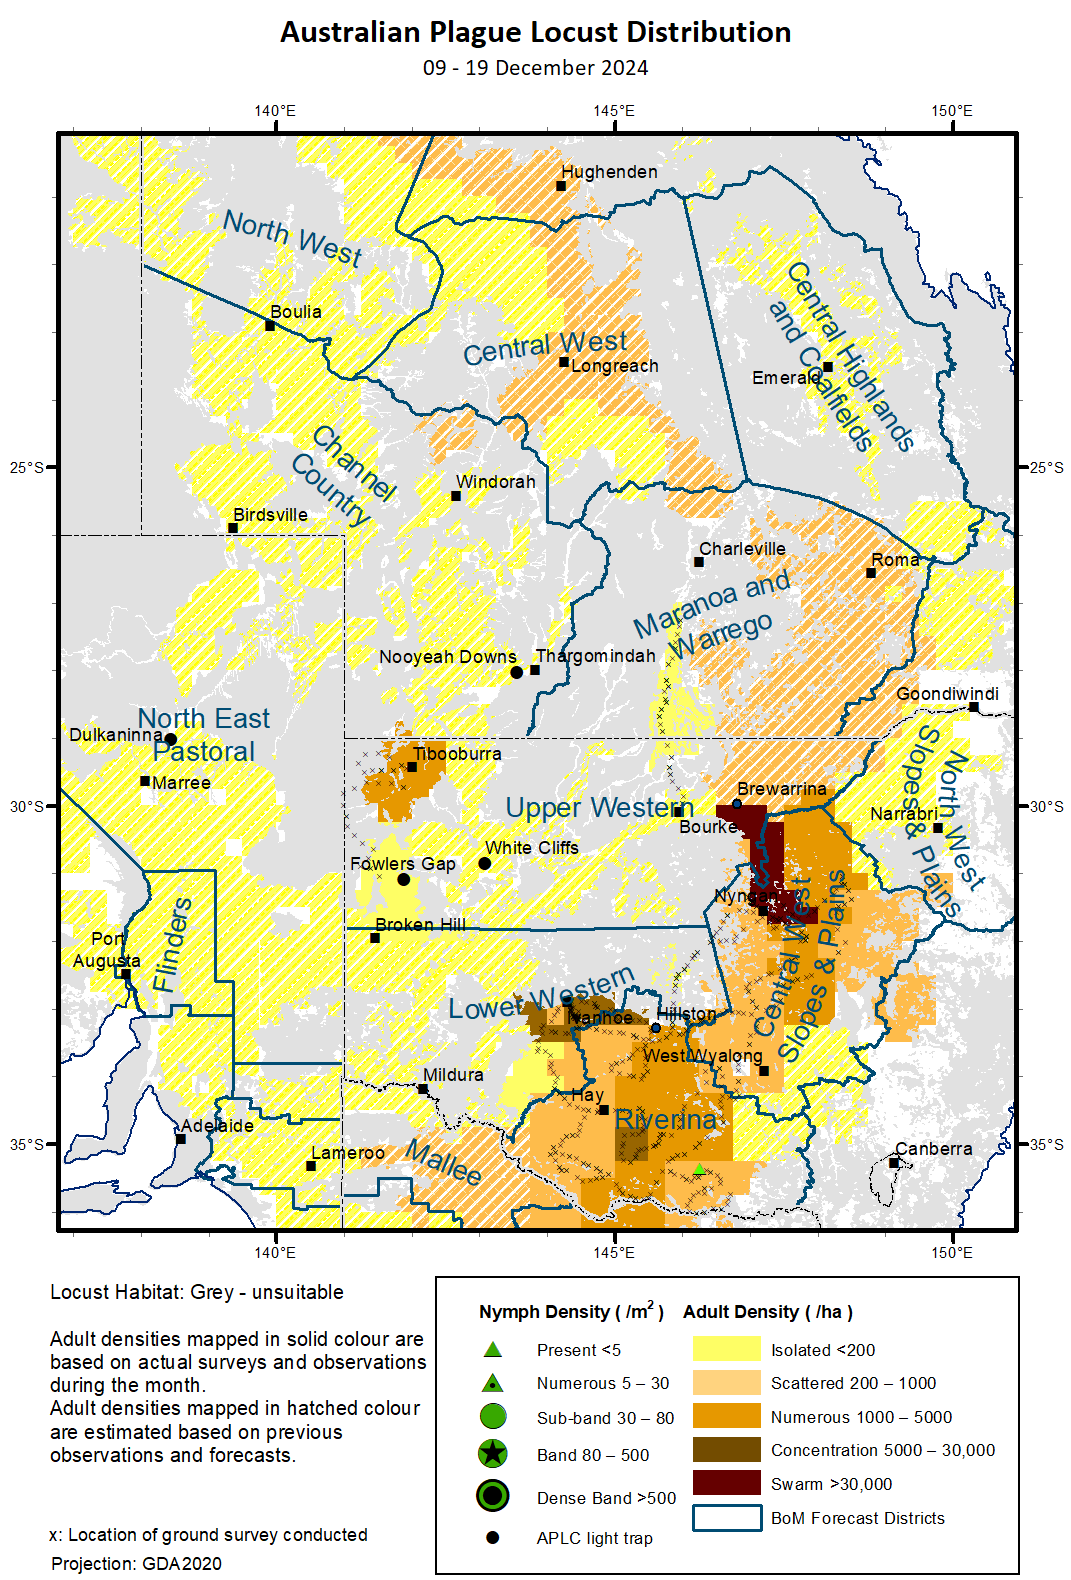 Australian Plague Locust Distribution
09 - 19 December 2024
140°E
145°E
150°E
Hughenden
North West
Boulia
Central West
Longreach
Central Highlands
and Coalfields
Emerald
25°S
25°S
Channel
Country
Windorah
Birdsville
Charleville
Roma
Maranoa and
Warrego
Nooyeah Downs
Thargomindah
Goondiwindi
North East
Pastoral
Dulkaninna
Tibooburra
Marree
North West
Slopes & Plains
30°S
30°S
Brewarrina
Upper Western
Narrabri
Bourke
White Cliffs
Fowlers Gap
Nyngan
Broken Hill
Central West
Slopes & Plains
Port
Augusta
Flinders
Lower Western
Ivanhoe
Hillston
West Wyalong
Mildura
Hay
Riverina
Adelaide
35°S
35°S
Lameroo
Mallee
Canberra
140°E
145°E
150°E
Locust Habitat: Grey - unsuitable
Adult densities mapped in solid colour are
based on actual surveys and observations
during the month.
Adult densities mapped in hatched colour
are estimated based on previous
observations and forecasts.
x: Location of ground survey conducted
Projection: GDA2020
Nymph Density ( /m2 )
Present <5
Numerous 5 – 30
Sub-band 30 – 80
Band 80 – 500
Dense Band >500
APLC light trap
Adult Density ( /ha )
Isolated <200
Scattered 200 – 1000
Numerous 1000 – 5000
Concentration 5000 – 30,000
Swarm >30,000
BoM Forecast Districts